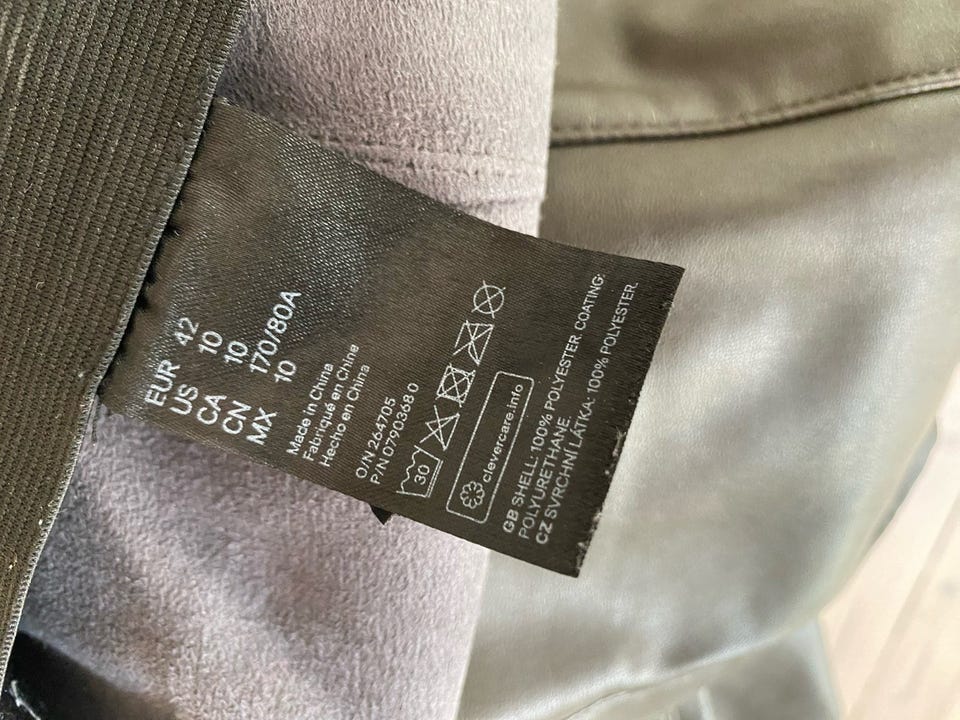 EUR 42
US 10
CA 10
CN 170/80A
MX 10
Made in China
Fabriqué en Chine
Hecho en China
O/N 264705
P/N 0790368 0
30
clevercare.info
GB SHELL: 100% POLYESTER. COATING:
POLYURETHANE
CZ SVRCHNÍ LÁTKA: 100% POLYESTER.